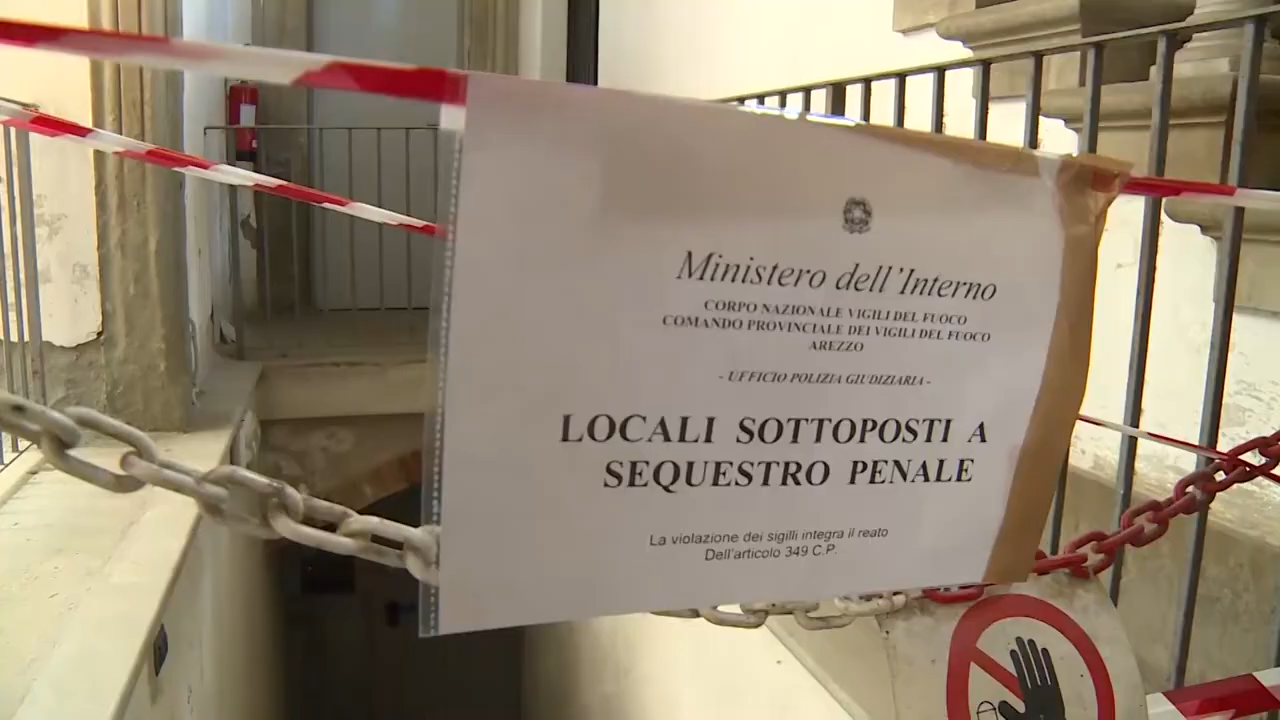 Ministero dell'Interno
CORPO NAZIONALE VIGILI DEL FUOCO
COMANDO PROVINCIALE DEI VIGILI DEL FUOCO
AREZZO
- UFFICIO POLIZIA GIUDIZIARIA -
LOCALI SOTTOPOSTI A
SEQUESTRO PENALE
La violazione dei sigilli integra il reato
Dell'articolo 349 C.P.